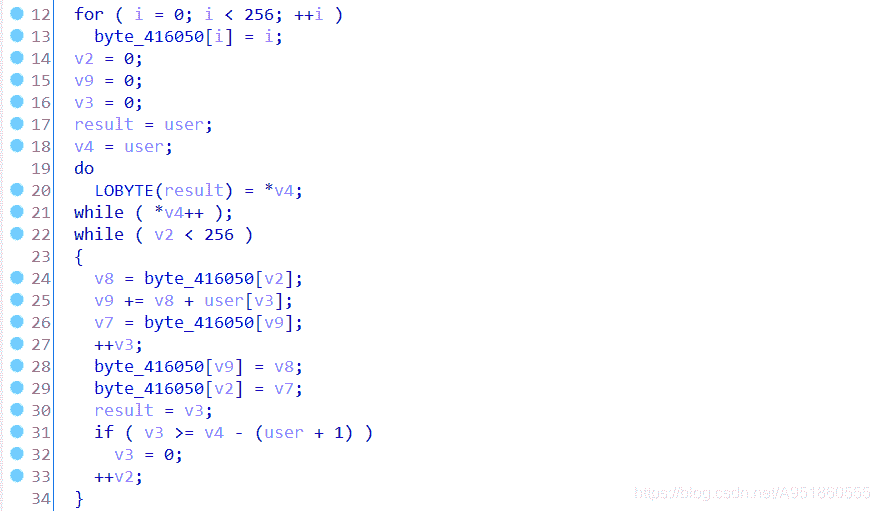 12 for ( i = 0; i < 256; ++i )
13 byte_416050[i] = i;
14 v2 = 0;
15 v9 = 0;
16 v3 = 0;
17 result = user;
18 v4 = user;
19 do
20 LOBYTE(result) = *v4;
21 while ( *v4++ );
22 while ( v2 < 256 )
23 {
24 v8 = byte_416050[v2];
25 v9 += v8 + user[v3];
26 v7 = byte_416050[v9];
27 ++v3;
28 byte_416050[v9] = v8;
29 byte_416050[v2] = v7;
30 result = v3;
31 if ( v3 >= v4 - (user + 1) )
32 v3 = 0;
33 ++v2;
34 }
https://blog.csdn.net/A951860555